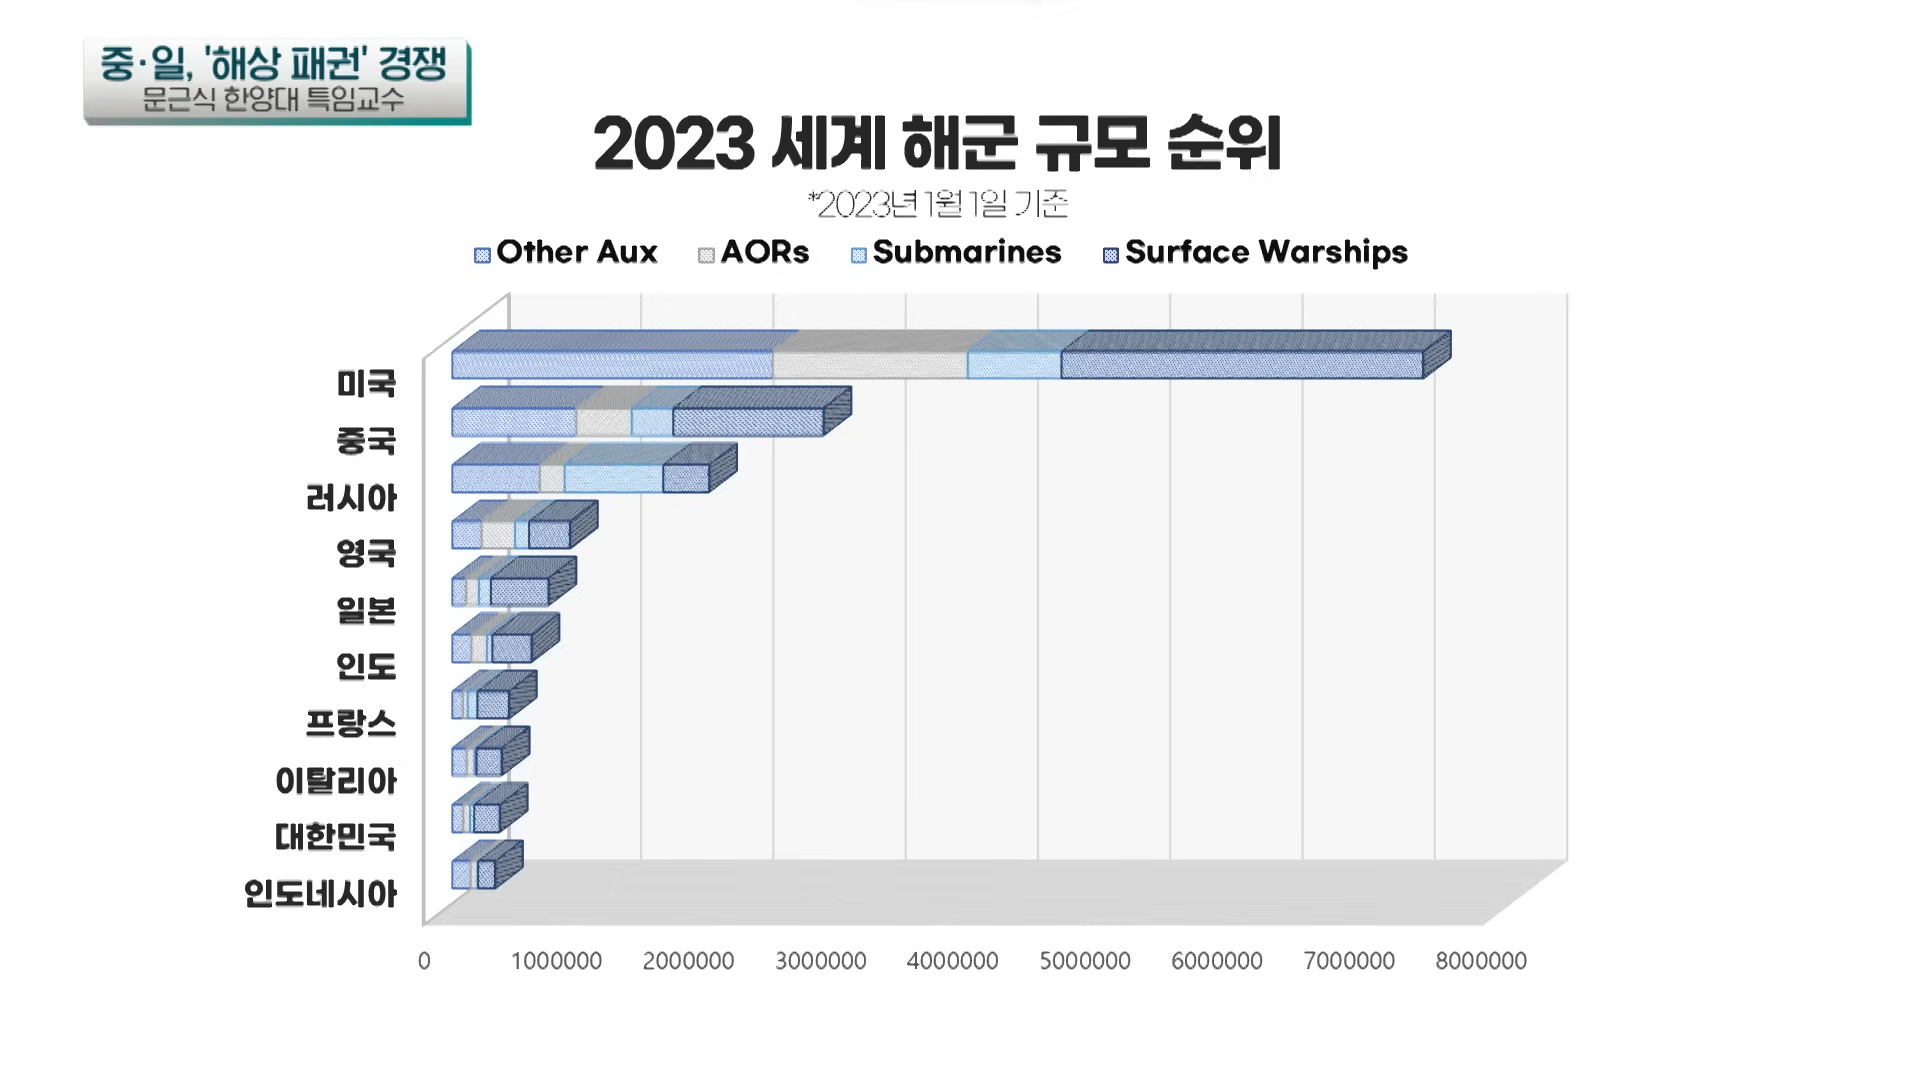 중·일, '해상 패권' 경쟁
문근식 한양대 특임교수
2023 세계 해군 규모 순위
*2023년 1월 1일 기준
Other Aux AORs Submarines Surface Warships
미국
중국
러시아
영국
일본
인도
프랑스
이탈리아
대한민국
인도네시아
0 1000000 2000000 3000000 4000000 5000000 6000000 7000000 8000000